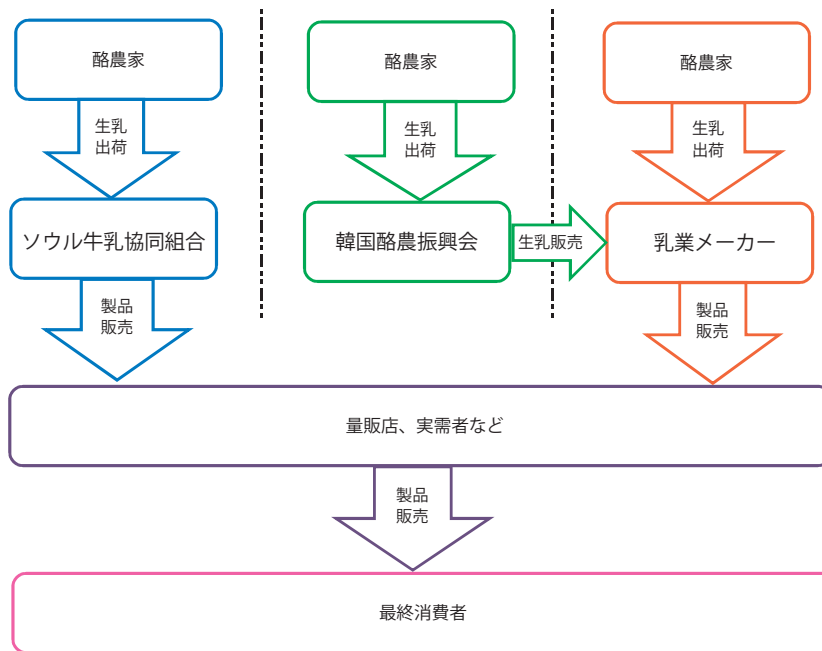 酪農家
酪農家
酪農家
生乳
出荷
生乳
出荷
生乳
出荷
ソウル牛乳協同組合
韓国酪農振興会
生乳販売
乳業メーカー
製品
販売
製品
販売
量販店、実需者など
製品
販売
最終消費者